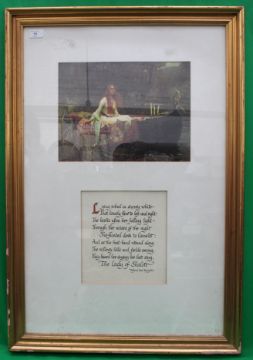 Lying, robed in snowy white
That loosely flew to left and right
The leaves upon her falling light
Through the noises of the night
She floated down to Camelot
And as the boat-head wound along
The willowy hills and fields among,
They heard her singing her last song,
The Lady of Shalott